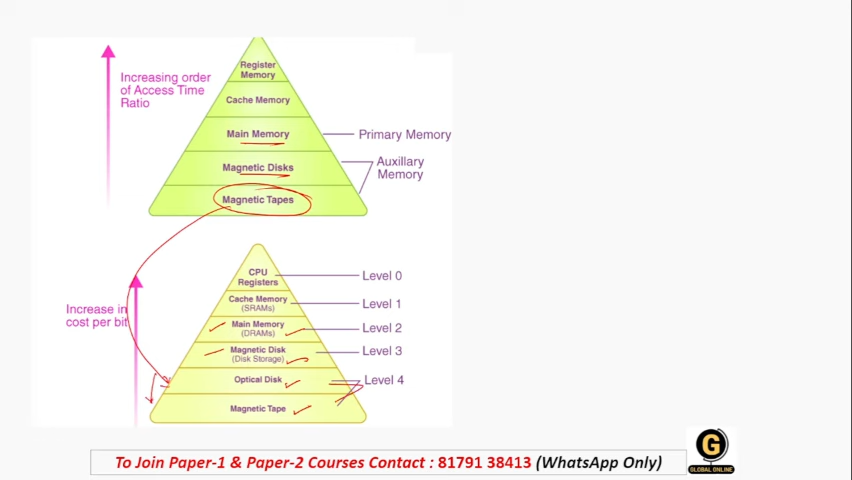 Increasing order
of Access Time
Ratio
Register
Memory
Cache Memory
Main Memory
Primary Memory
Magnetic Disks
Auxillary
Memory
Magnetic Tapes
Increase in
cost per bit
CPU
Registers
Level 0
Cache Memory
(SRAMs)
Level 1
Main Memory
(DRAMs)
Level 2
Magnetic Disk
(Disk Storage)
Level 3
Optical Disk
Level 4
Magnetic Tape
To Join Paper-1 & Paper-2 Courses Contact : 81791 38413 (WhatsApp Only)
G
GLOBAL ONLINE